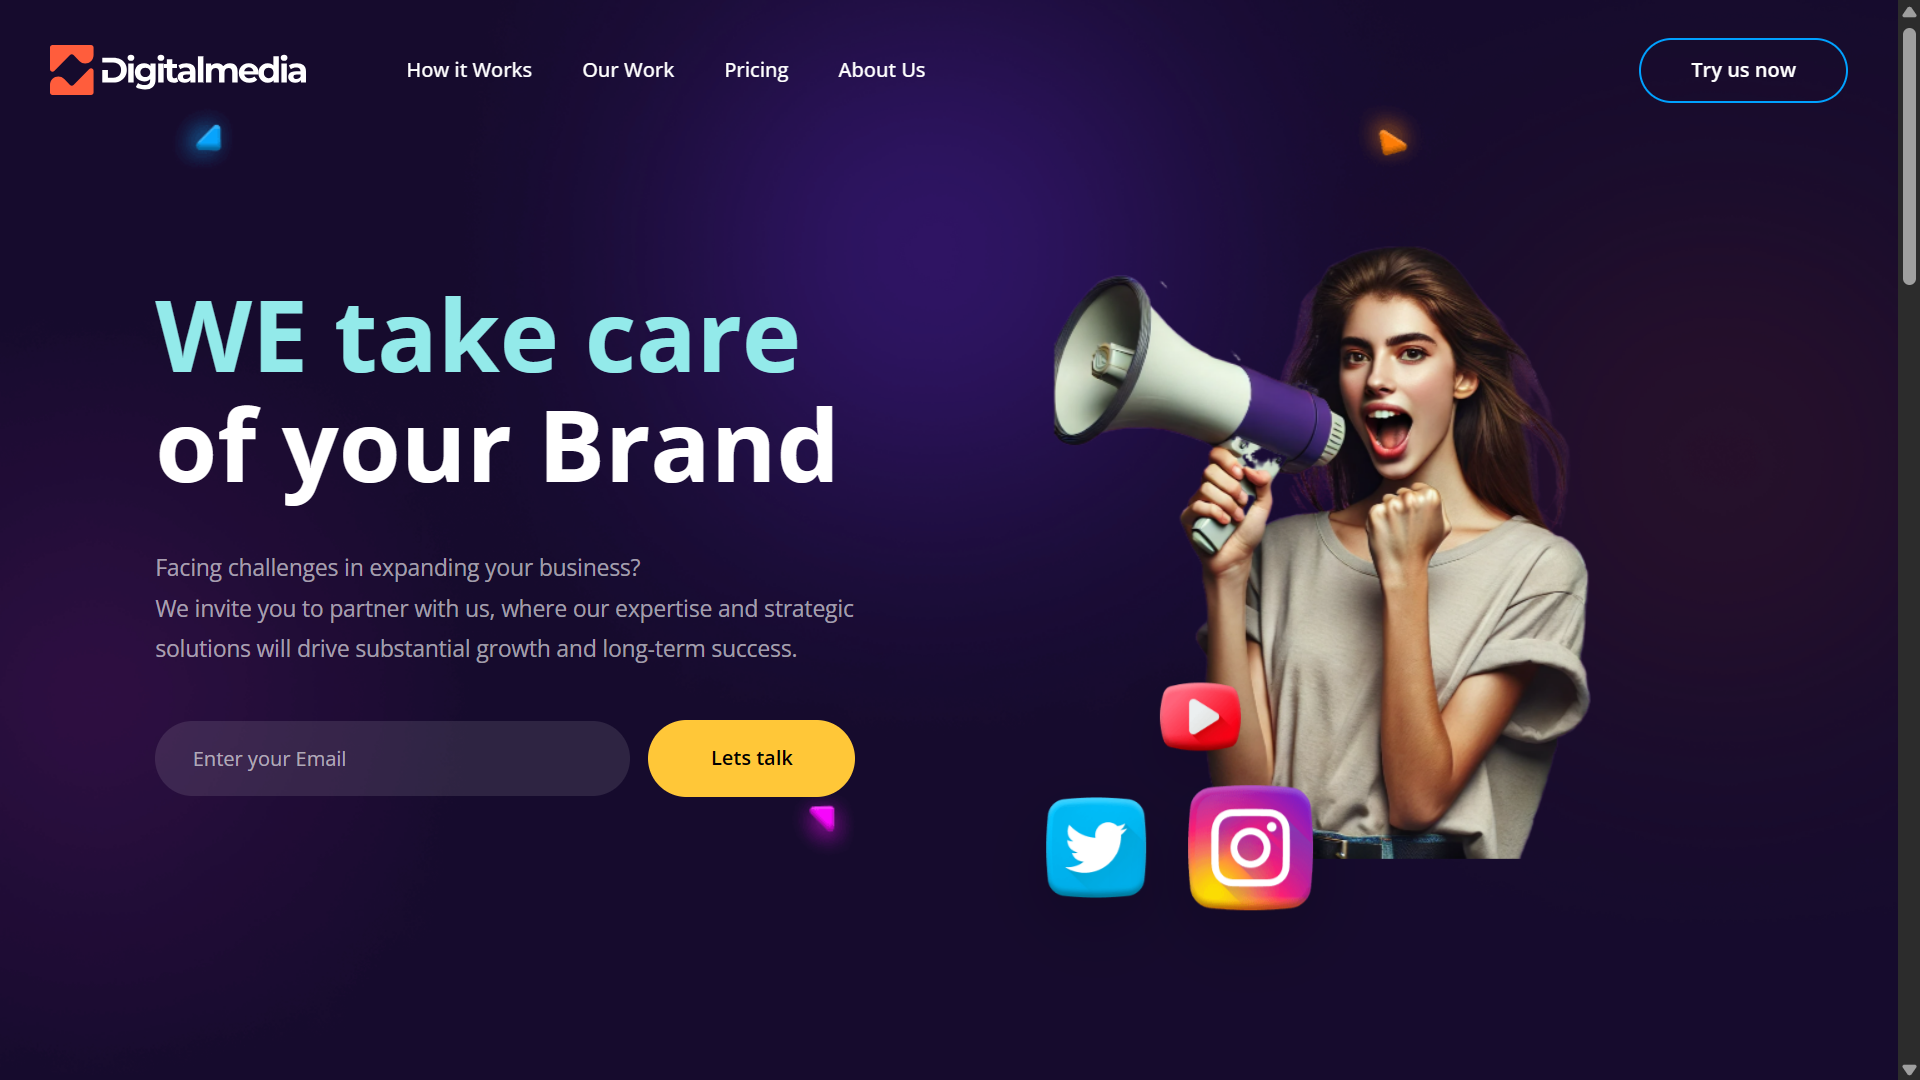 Digitalmedia
How it Works
Our Work
Pricing
About Us
Try us now
WE take care
of your Brand
Facing challenges in expanding your business?
We invite you to partner with us, where our expertise and strategic
solutions will drive substantial growth and long-term success.
Enter your Email
Lets talk